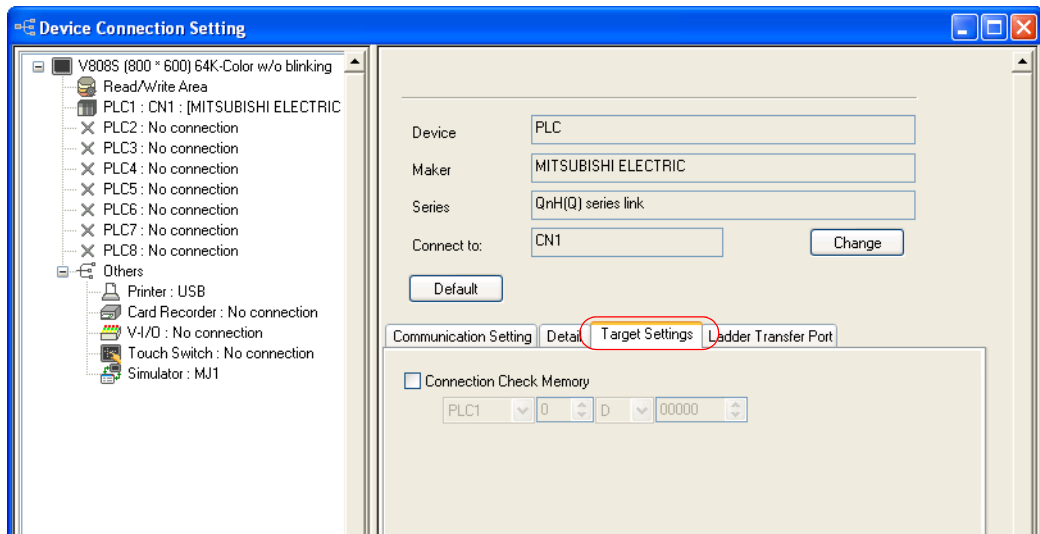 Device Connection Setting
V808S (800 * 600) 64K-Color w/o blinking
Read/Write Area
PLC1 : CN1 : [MITSUBISHI ELECTRIC
PLC2 : No connection
PLC3 : No connection
PLC4 : No connection
PLC5 : No connection
PLC6 : No connection
PLC7 : No connection
PLC8 : No connection
Others
Printer : USB
Card Recorder : No connection
V-I/O : No connection
Touch Switch : No connection
Simulator : MJ1
Device PLC
Maker MITSUBISHI ELECTRIC
Series QnH(Q) series link
Connect to: CN1 Change
Default
Communication Setting Detail Target Settings Ladder Transfer Port
Connection Check Memory
PLC1 0 D 00000